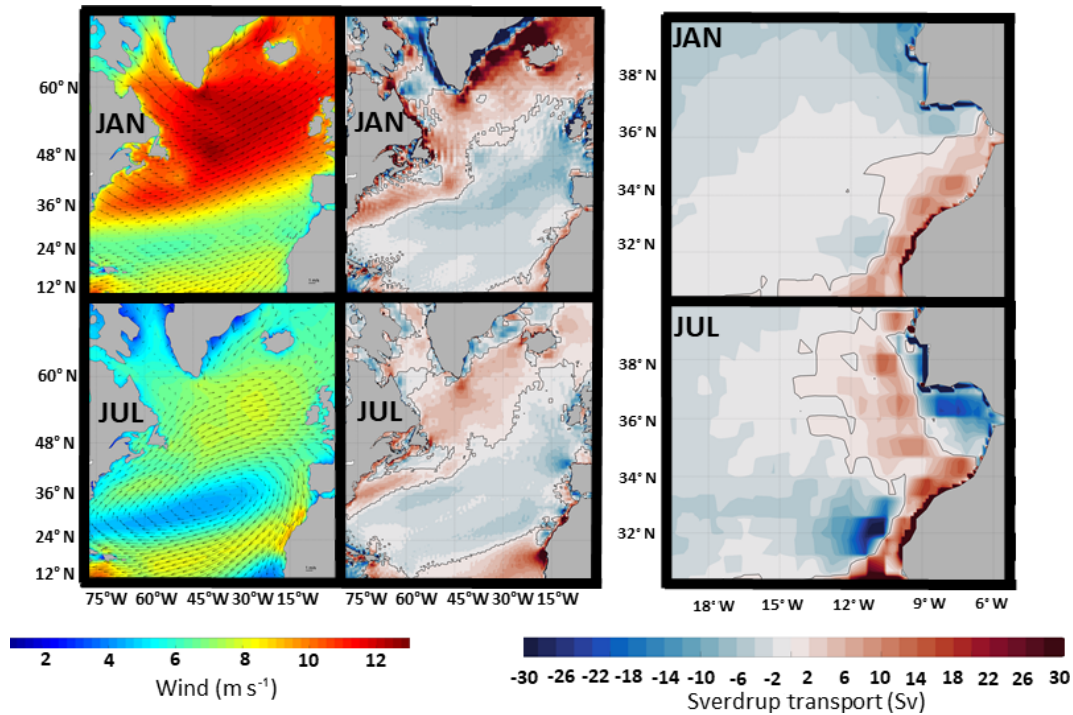 JAN
JAN
JAN
60° N
48° N
36° N
24° N
12° N
38° N
36° N
34° N
32° N
JUL
JUL
JUL
60° N
48° N
36° N
24° N
12° N
38° N
36° N
34° N
32° N
75°W 60°W 45°W 30°W 15°W 75°W 60°W 45°W 30°W 15°W
18°W 15°W 12°W 9°W 6°W
2 4 6 8 10 12
Wind (m s⁻¹)
-30 -26 -22 -18 -14 -10 -6 -2 2 6 10 14 18 22 26 30
Sverdrup transport (Sv)